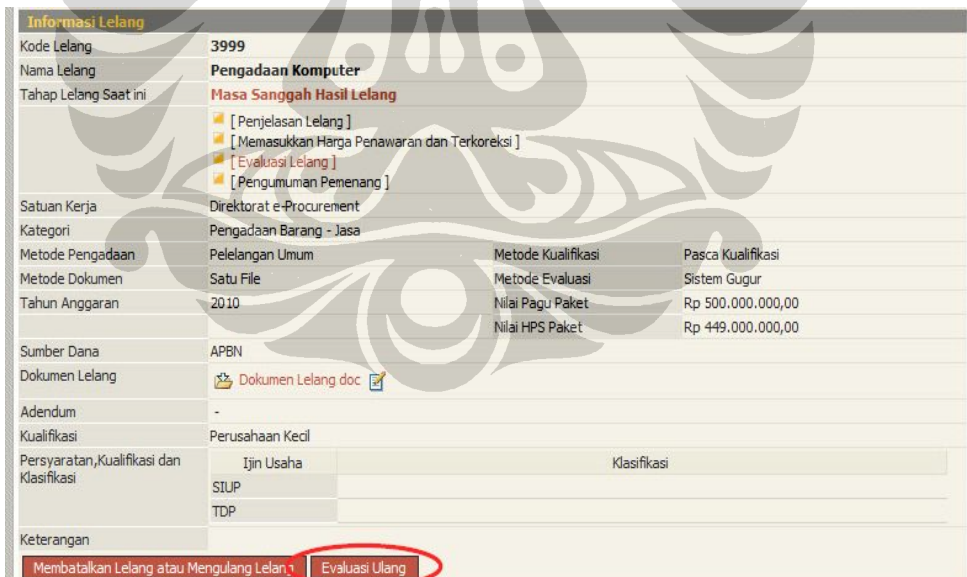 Informasi Lelang
Kode Lelang 3999
Nama Lelang Pengadaan Komputer
Tahap Lelang Saat ini Masa Sanggah Hasil Lelang
[ Penjelasan Lelang ]
[ Memasukkan Harga Penawaran dan Terkoreksi ]
[ Evaluasi Lelang ]
[ Pengumuman Pemenang ]
Satuan Kerja Direktorat e-Procurement
Kategori Pengadaan Barang - Jasa
Metode Pengadaan Pelelangan Umum Metode Kualifikasi Pasca Kualifikasi
Metode Dokumen Satu File Metode Evaluasi Sistem Gugur
Tahun Anggaran 2010 Nilai Pagu Paket Rp 500.000.000,00
Nilai HPS Paket Rp 449.000.000,00
Sumber Dana APBN
Dokumen Lelang Dokumen Lelang doc
Adendum -
Kualifikasi Perusahaan Kecil
Persyaratan,Kualifikasi dan Klasifikasi
Ijin Usaha Klasifikasi
SIUP
TDP
Keterangan
Membatalkan Lelang atau Mengulang Lelang Evaluasi Ulang